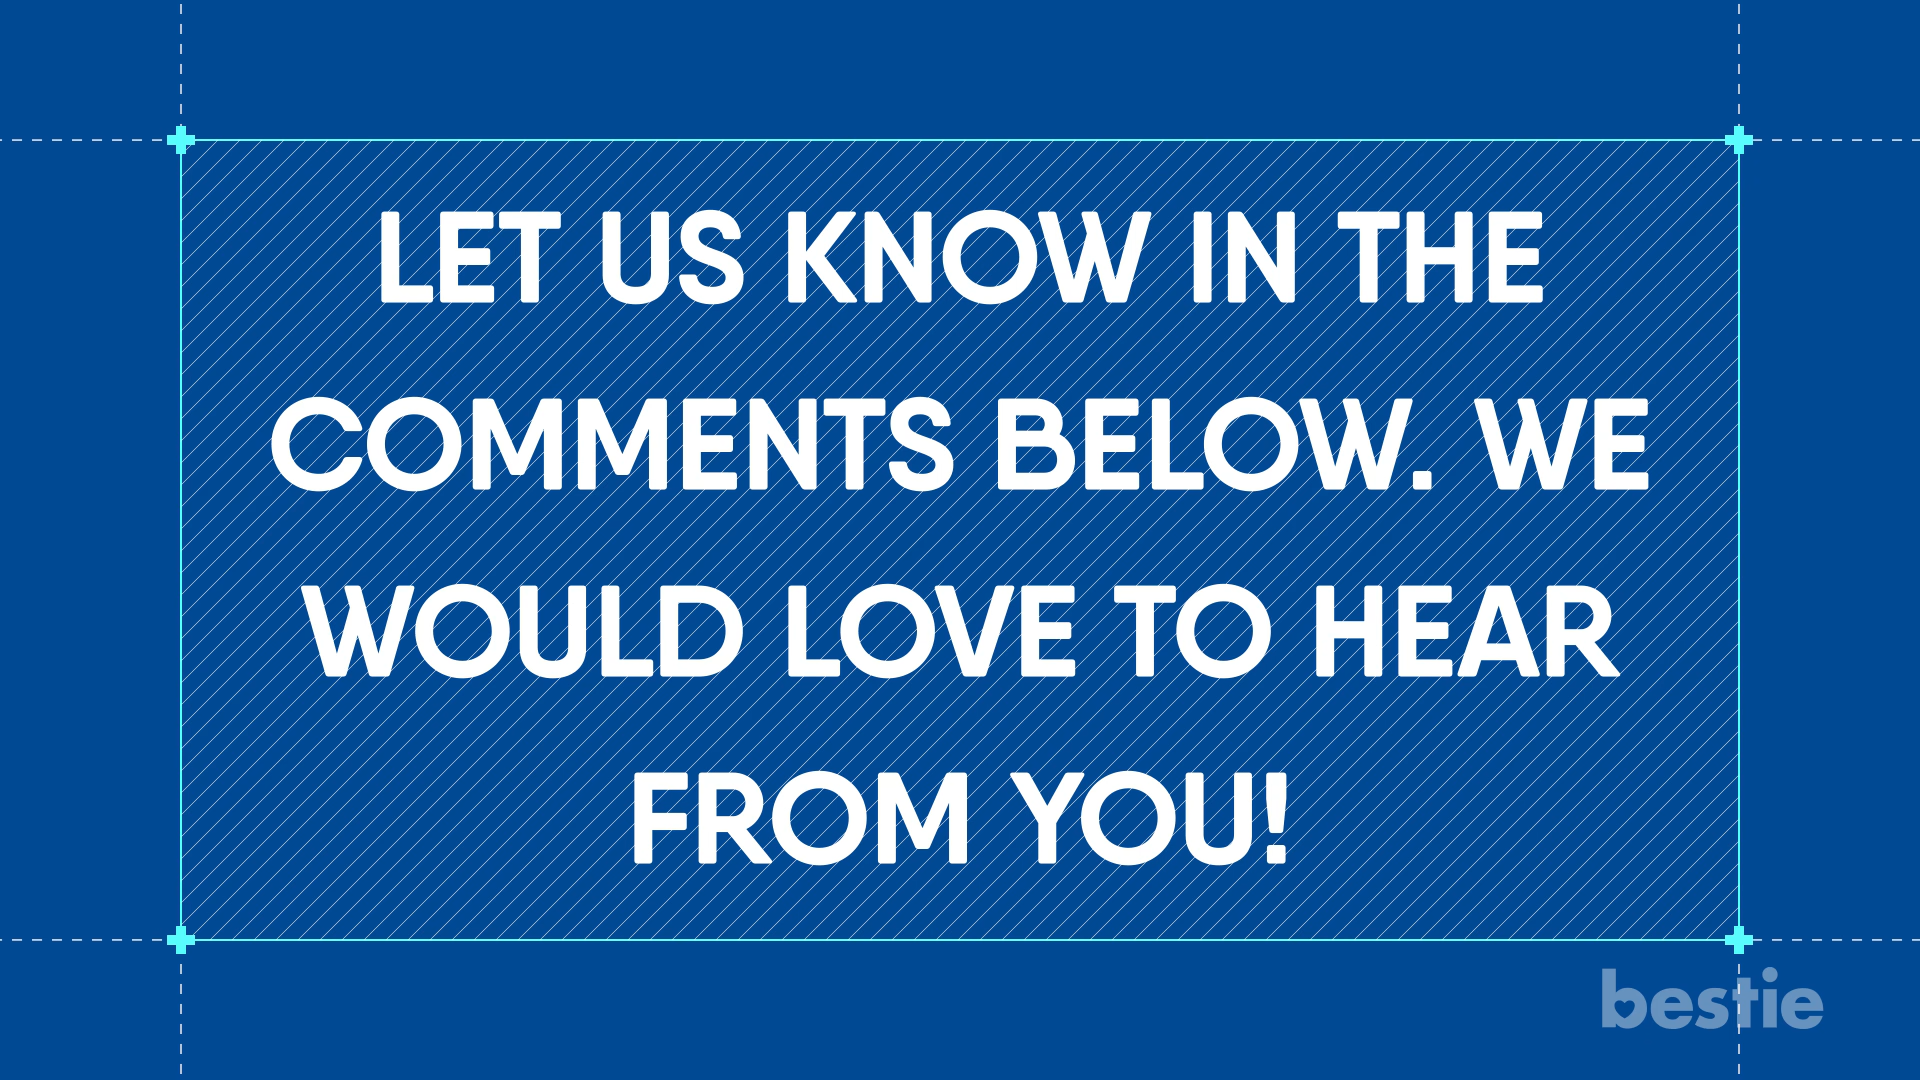 LET US KNOW IN THE
COMMENTS BELOW. WE
WOULD LOVE TO HEAR
FROM YOU!
bestie